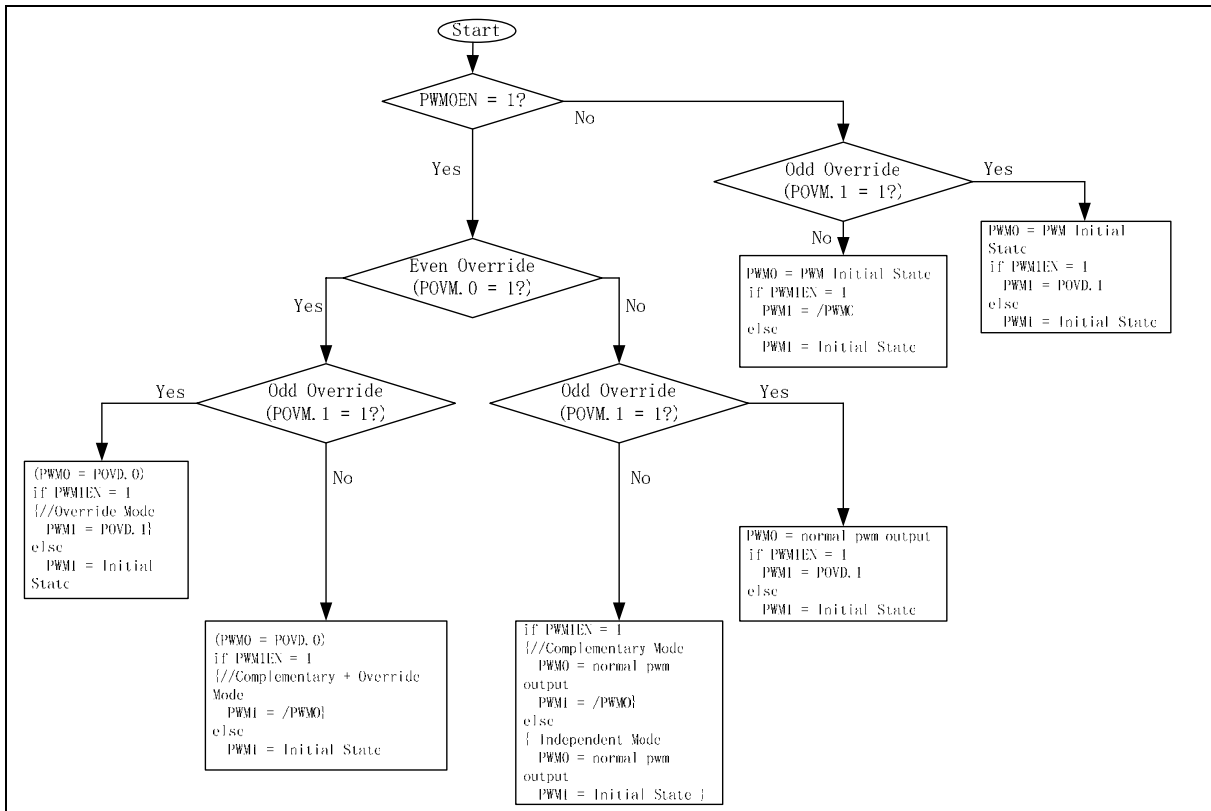 Start
PWM0EN = 1?
No
Yes
Odd Override
(POVM.1 = 1?)
Yes
No
PWM0 = PWM Initial
State
if PWM1EN = 1
PWM1 = POVD.1
else
PWM1 = Initial State
PWM0 = PWM Initial State
if PWM1EN = 1
PWM1 = /PWM0
else
PWM1 = Initial State
Even Override
(POVM.0 = 1?)
Yes
No
Odd Override
(POVM.1 = 1?)
Yes
No
Odd Override
(POVM.1 = 1?)
Yes
No
(PWM0 = POVD.0)
if PWM1EN = 1
{//Override Mode
PWM1 = POVD.1}
else
PWM1 = Initial
State
(PWM0 = POVD.0)
if PWM1EN = 1
{//Complementary + Override
Mode
PWM1 = /PWM0}
else
PWM1 = Initial State
if PWM1EN = 1
{//Complementary Mode
PWM0 = normal pwm
output
PWM1 = /PWM0}
else
{ Independent Mode
PWM0 = normal pwm
output
PWM1 = Initial State }
PWM0 = normal pwm output
if PWM1EN = 1
PWM1 = POVD.1
else
PWM1 = Initial State